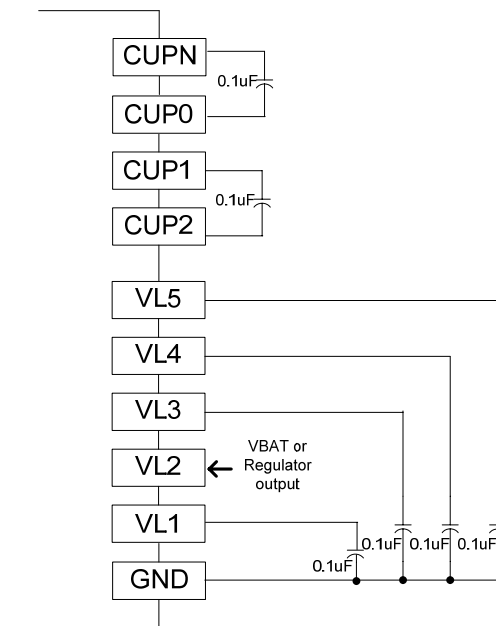 CUPN
0.1uF
CUP0
CUP1
0.1uF
CUP2
VL5
VL4
VL3
VL2
VBAT or
Regulator
output
VL1
0.1uF
0.1uF
0.1uF
0.1uF
GND